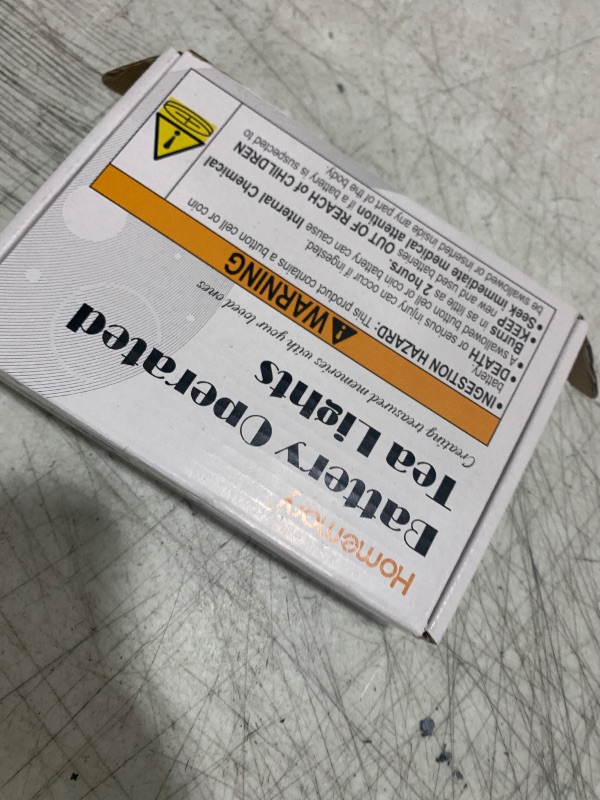 Homemory
Battery Operated
Tea Lights
Creating treasured memories with your loved ones
WARNING
• INGESTION HAZARD: This product contains a button cell or coin
battery.
• DEATH or serious injury can occur if ingested.
• A swallowed button cell or coin battery can cause Internal Chemical
Burns in as little as 2 hours.
• KEEP new and used batteries OUT OF REACH of CHILDREN
• Seek immediate medical attention if a battery is suspected to
be swallowed or inserted inside any part of the body.